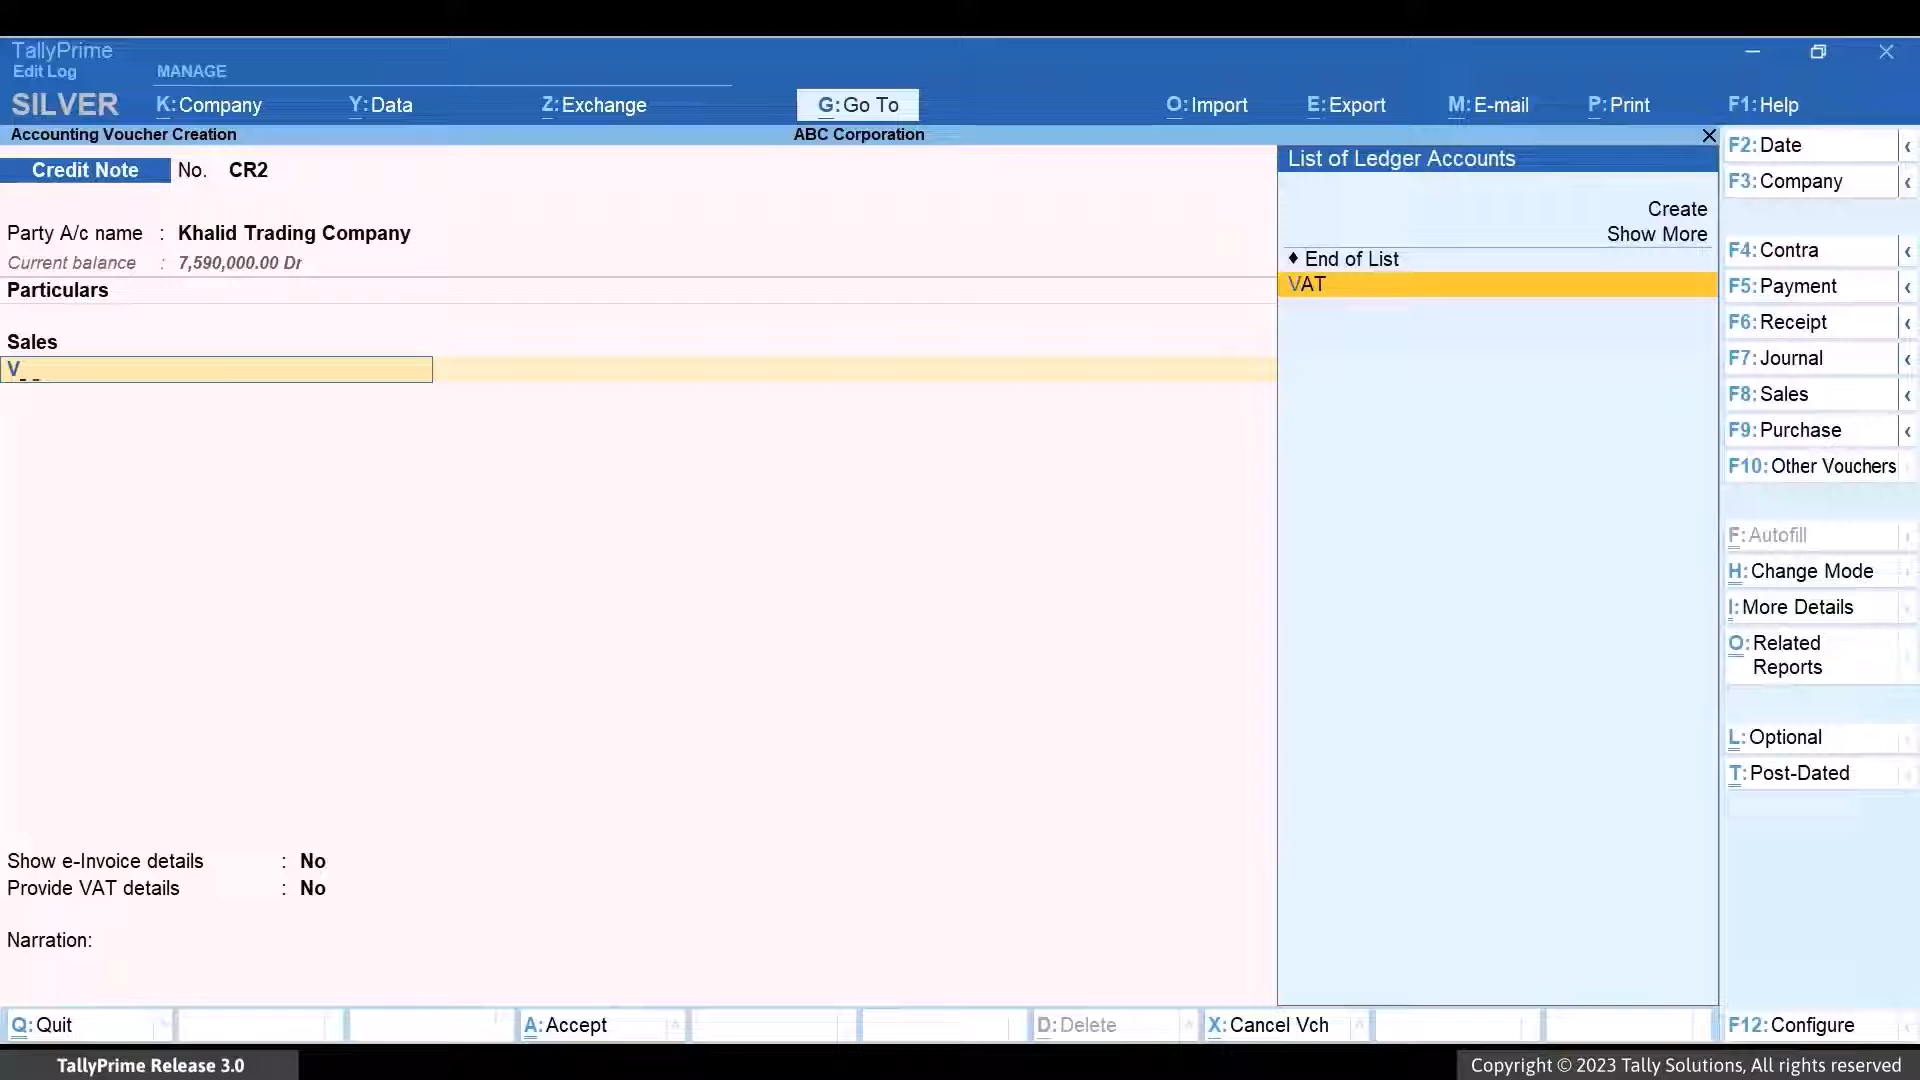 TallyPrime
Edit Log
MANAGE
SILVER
K:Company
Y:Data
Z:Exchange
G:Go To
O:Import
E:Export
M:E-mail
P:Print
F1:Help
Accounting Voucher Creation
ABC Corporation
Credit Note No. CR2
Party A/c name : Khalid Trading Company
Current balance : 7,590,000.00 Dr
Particulars
Sales
V
Show e-Invoice details : No
Provide VAT details : No
Narration:
List of Ledger Accounts
Create
Show More
♦ End of List
VAT
F2:Date
F3:Company
F4:Contra
F5:Payment
F6:Receipt
F7:Journal
F8:Sales
F9:Purchase
F10:Other Vouchers
F:Autofill
H:Change Mode
I:More Details
O:Related
Reports
L:Optional
T:Post-Dated
Q:Quit
A:Accept
D:Delete
X:Cancel Vch
F12:Configure
TallyPrime Release 3.0
Copyright © 2023 Tally Solutions, All rights reserved